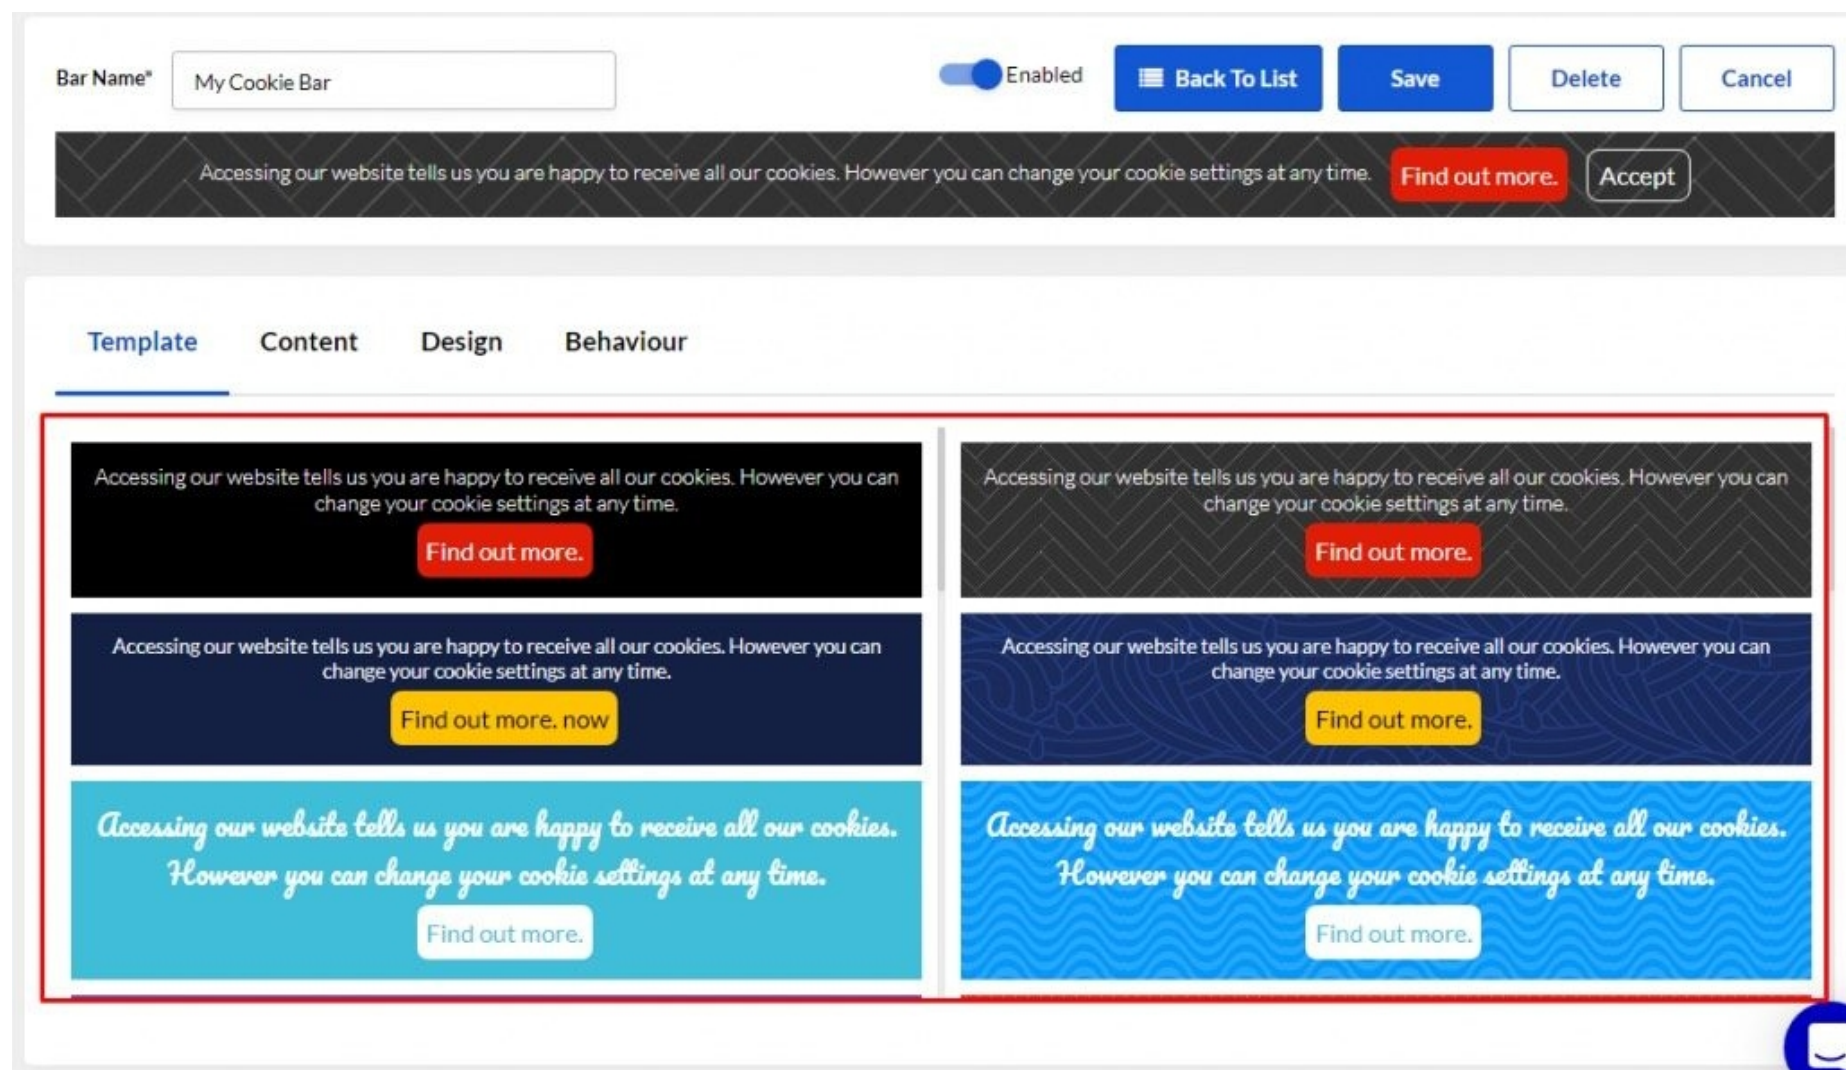 Bar Name* My Cookie Bar Enabled Back To List Save Delete Cancel
Accessing our website tells us you are happy to receive all our cookies. However you can change your cookie settings at any time. Find out more. Accept
Template Content Design Behaviour
Accessing our website tells us you are happy to receive all our cookies. However you can
change your cookie settings at any time.
Find out more.
Accessing our website tells us you are happy to receive all our cookies. However you can
change your cookie settings at any time.
Find out more.
Accessing our website tells us you are happy to receive all our cookies. However you can
change your cookie settings at any time.
Find out more. now
Accessing our website tells us you are happy to receive all our cookies. However you can
change your cookie settings at any time.
Find out more.
Accessing our website tells us you are happy to receive all our cookies.
However you can change your cookie settings at any time.
Find out more.
Accessing our website tells us you are happy to receive all our cookies.
However you can change your cookie settings at any time.
Find out more.